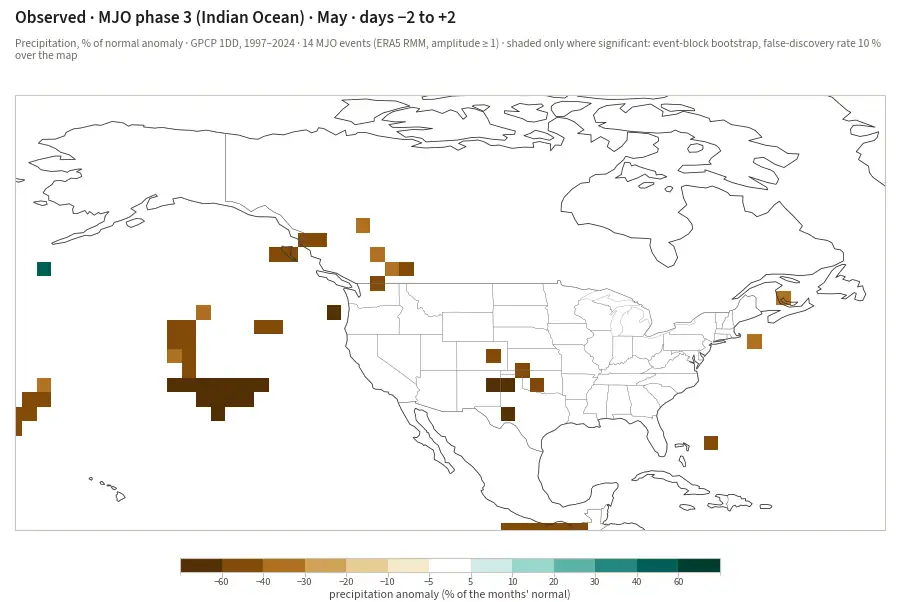 Observed · MJO phase 3 (Indian Ocean) · May · days −2 to +2
Precipitation, % of normal anomaly · GPCP 1DD, 1997–2024 · 14 MJO events (ERA5 RMM, amplitude ≥ 1) · shaded only where significant: event-block bootstrap, false-discovery rate 10 %
over the map
−60 −40 −30 −20 −10 −5 5 10 20 30 40 60
precipitation anomaly (% of the months' normal)